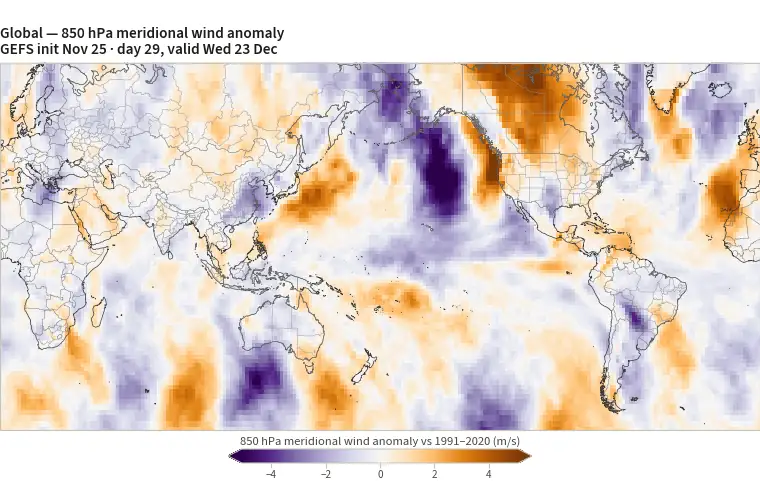 Global — 850 hPa meridional wind anomaly
GEFS init Nov 25 · day 29, valid Wed 23 Dec
850 hPa meridional wind anomaly vs 1991–2020 (m/s)
−4 −2 0 2 4